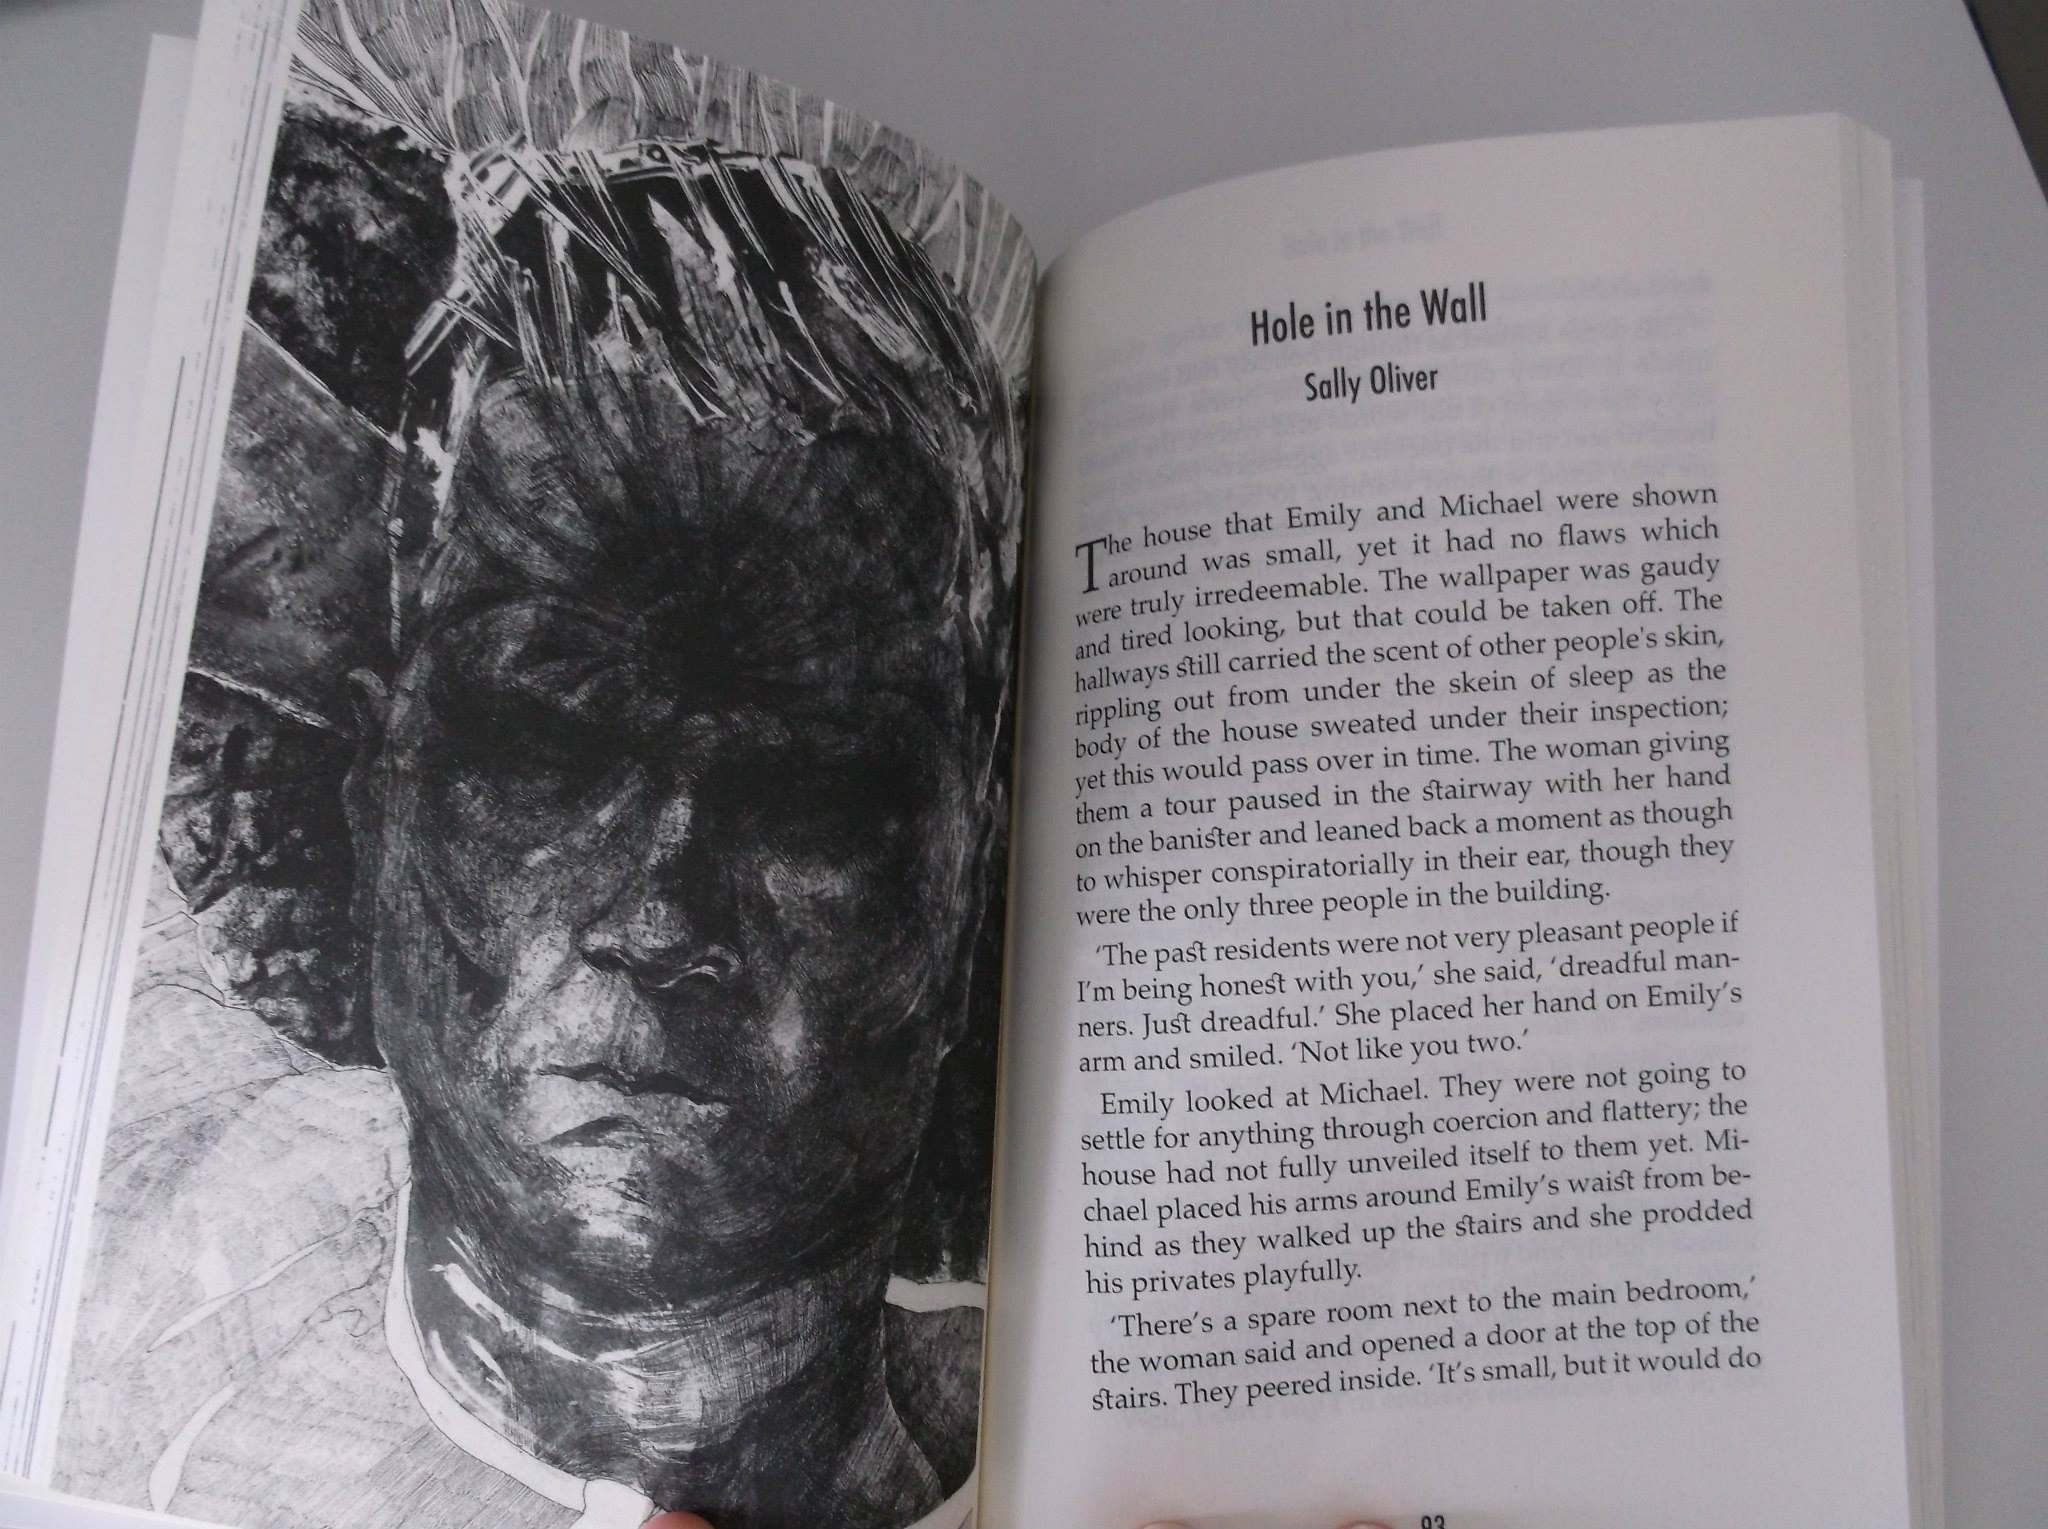 Hole in the Wall
Sally Oliver
The house that Emily and Michael were shown
around was small, yet it had no flaws which
were truly irredeemable. The wallpaper was gaudy
and tired looking, but that could be taken off. The
hallways still carried the scent of other people's skin,
rippling out from under the skein of sleep as the
body of the house sweated under their inspection;
yet this would pass over in time. The woman giving
them a tour paused in the stairway with her hand
on the banister and leaned back a moment as though
to whisper conspiratorially in their ear, though they
were the only three people in the building.
‘The past residents were not very pleasant people if
I’m being honest with you,’ she said, ‘dreadful man-
ners. Just dreadful.’ She placed her hand on Emily’s
arm and smiled. ‘Not like you two.’
Emily looked at Michael. They were not going to
settle for anything through coercion and flattery; the
house had not fully unveiled itself to them yet. Mi-
chael placed his arms around Emily’s waist from be-
hind as they walked up the stairs and she prodded
his privates playfully.
‘There’s a spare room next to the main bedroom,’
the woman said and opened a door at the top of the
stairs. They peered inside. ‘It’s small, but it would do
93